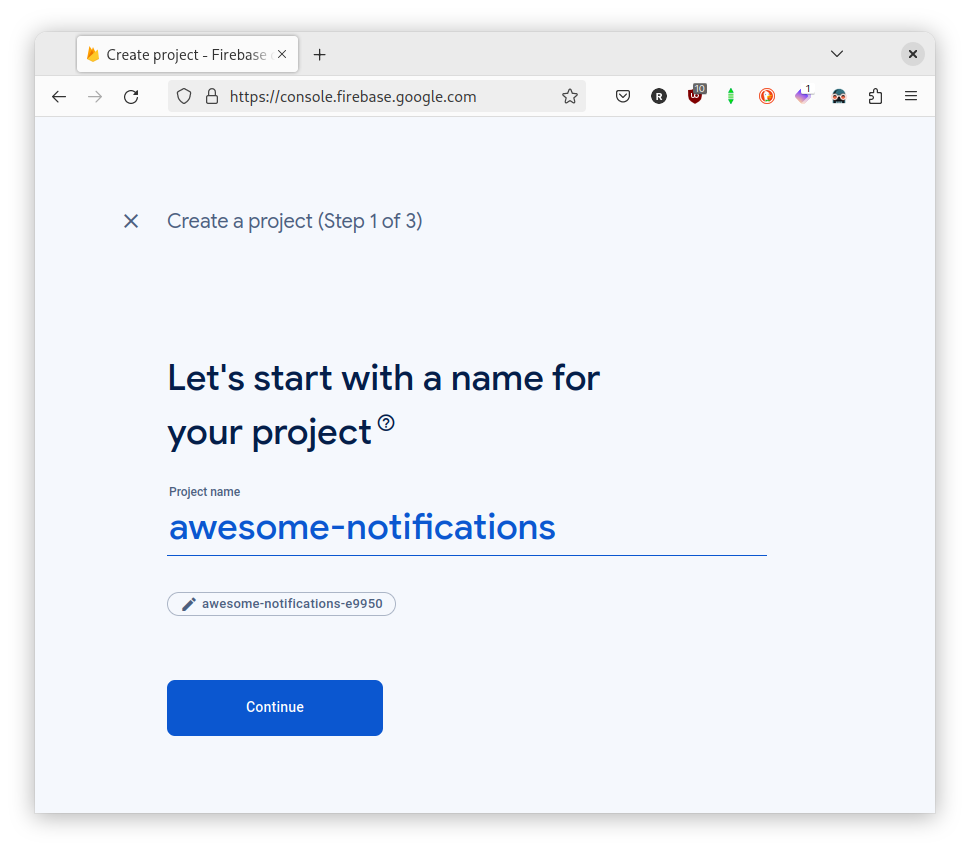 Create project - Firebase
https://console.firebase.google.com
R
10
1
Create a project (Step 1 of 3)
Let's start with a name for
your project
Project name
awesome-notifications
awesome-notifications-e9950
Continue